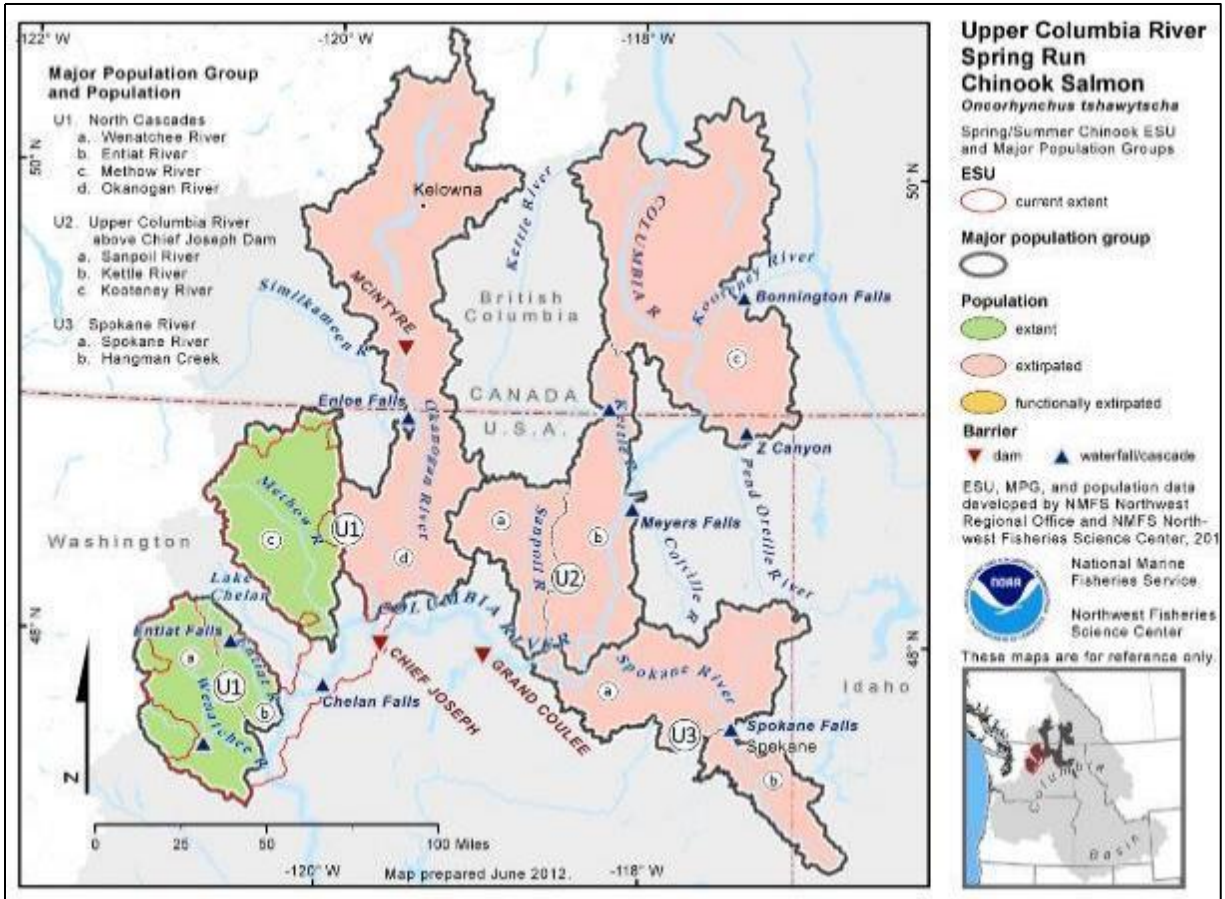 -122° W
-120° W
-118° W
Major Population Group
and Population
U1. North Cascades
a. Wenatchee River
b. Entiat River
c. Methow River
d. Okanogan River
U2. Upper Columbia River
above Chief Joseph Dam
a. Sanpoil River
b. Kettle River
c. Kooteney River
U3 Spokane River
a. Spokane River
b. Hangman Creek
50° N
50° N
48° N
48° N
Kelowna
Kettle River
COLUMBIA R
Kooteney River
Bonnington Falls
MCINTYRE
Similkameen R
British
Columbia
c
Enloe Falls
CANADA
U.S.A.
Okanogan River
Kettle R
Z Canyon
Pend Oreille River
Methow R
c
U1
a
Sanpoil R
b
Meyers Falls
Colville R
Washington
d
U2
Lake
Chelan
COLUMBIA RIVER
Entiat Falls
Entiat R
a
U1
b
Wenatchee R
Chelan Falls
CHIEF JOSEPH
GRAND COULEE
Spokane River
a
Idaho
U3
Spokane Falls
Spokane
b
N
0 25 50 100 Miles
-120° W
Map prepared June 2012.
-118° W
Upper Columbia River
Spring Run
Chinook Salmon
Oncorhynchus tshawytscha
Spring/Summer Chinook ESU
and Major Population Groups
ESU
current extent
Major population group
Population
extant
extirpated
functionally extirpated
Barrier
dam waterfall/cascade
ESU, MPG, and population data
developed by NMFS Northwest
Regional Office and NMFS North-
west Fisheries Science Center, 201
NOAA
National Marine
Fisheries Service.
Northwest Fisheries
Science Center
These maps are for reference only.
Columbia
Basin